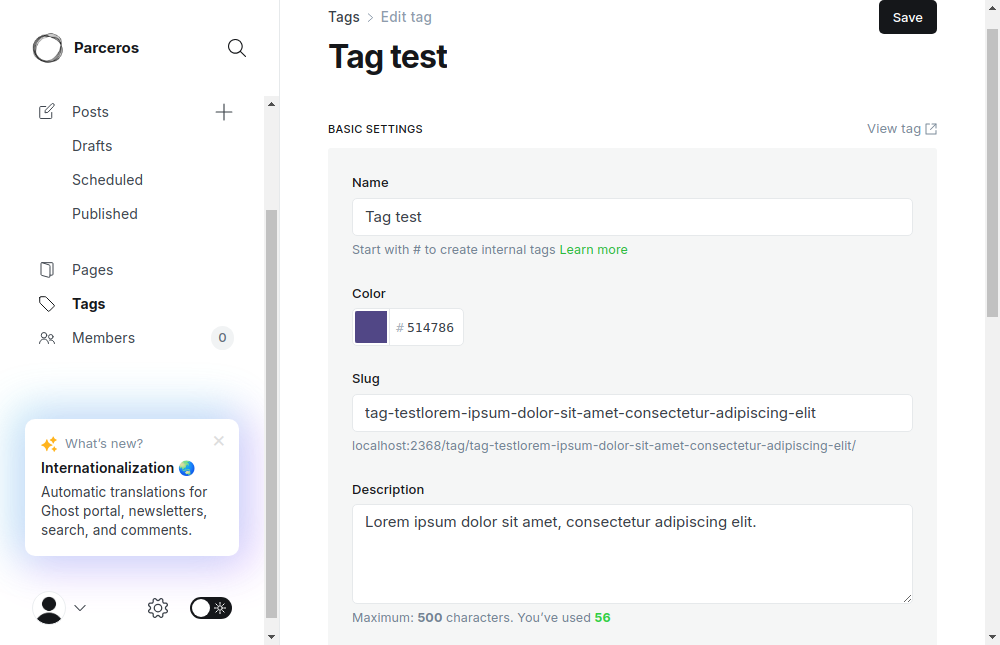 Parceros
Posts
Drafts
Scheduled
Published
Pages
Tags
Members
0
What's new?
Internationalization 🌏
Automatic translations for
Ghost portal, newsletters,
search, and comments.
Tags > Edit tag
Save
Tag test
BASIC SETTINGS
View tag
Name
Tag test
Start with # to create internal tags Learn more
Color
# 514786
Slug
tag-testlorem-ipsum-dolor-sit-amet-consectetur-adipiscing-elit
localhost:2368/tag/tag-testlorem-ipsum-dolor-sit-amet-consectetur-adipiscing-elit/
Description
Lorem ipsum dolor sit amet, consectetur adipiscing elit.
Maximum: 500 characters. You've used 56